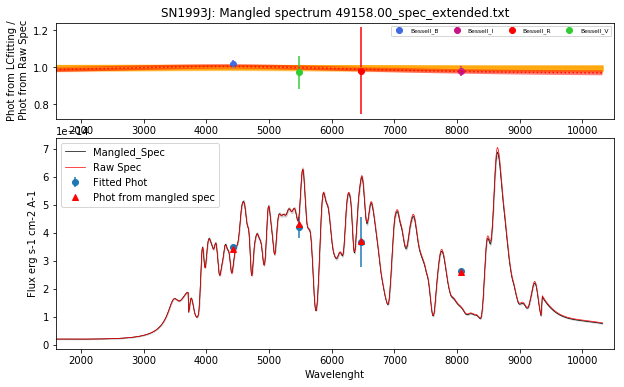 SN1993J: Mangled spectrum 49158.00_spec_extended.txt
Phot from LCfitting /
Phot from Raw Spec
1.2
1.0
0.8
Bessell_B
Bessell_I
Bessell_R
Bessell_V
2000 3000 4000 5000 6000 7000 8000 9000 10000
1e−14
Flux erg s-1 cm-2 A-1
7
6
5
4
3
2
1
0
Mangled_Spec
Raw Spec
Fitted Phot
Phot from mangled spec
2000 3000 4000 5000 6000 7000 8000 9000 10000
Wavelenght